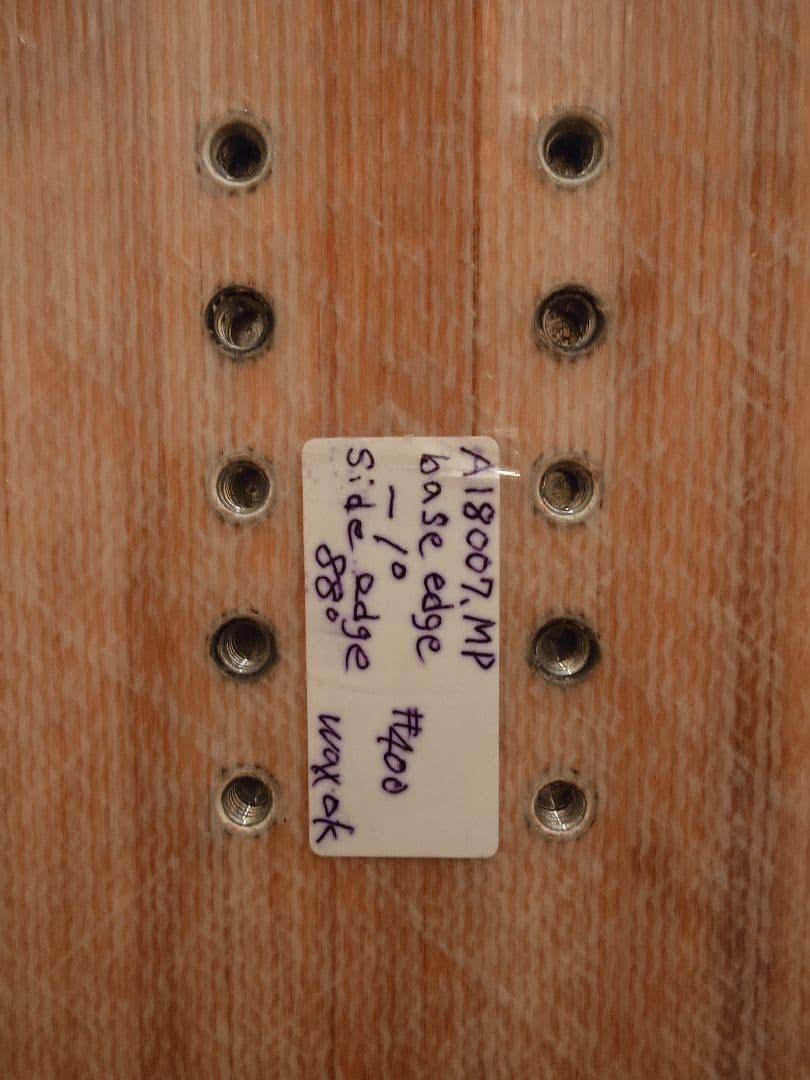 A18007.MP
base edge
-1° #400
side edge
88° wax ok